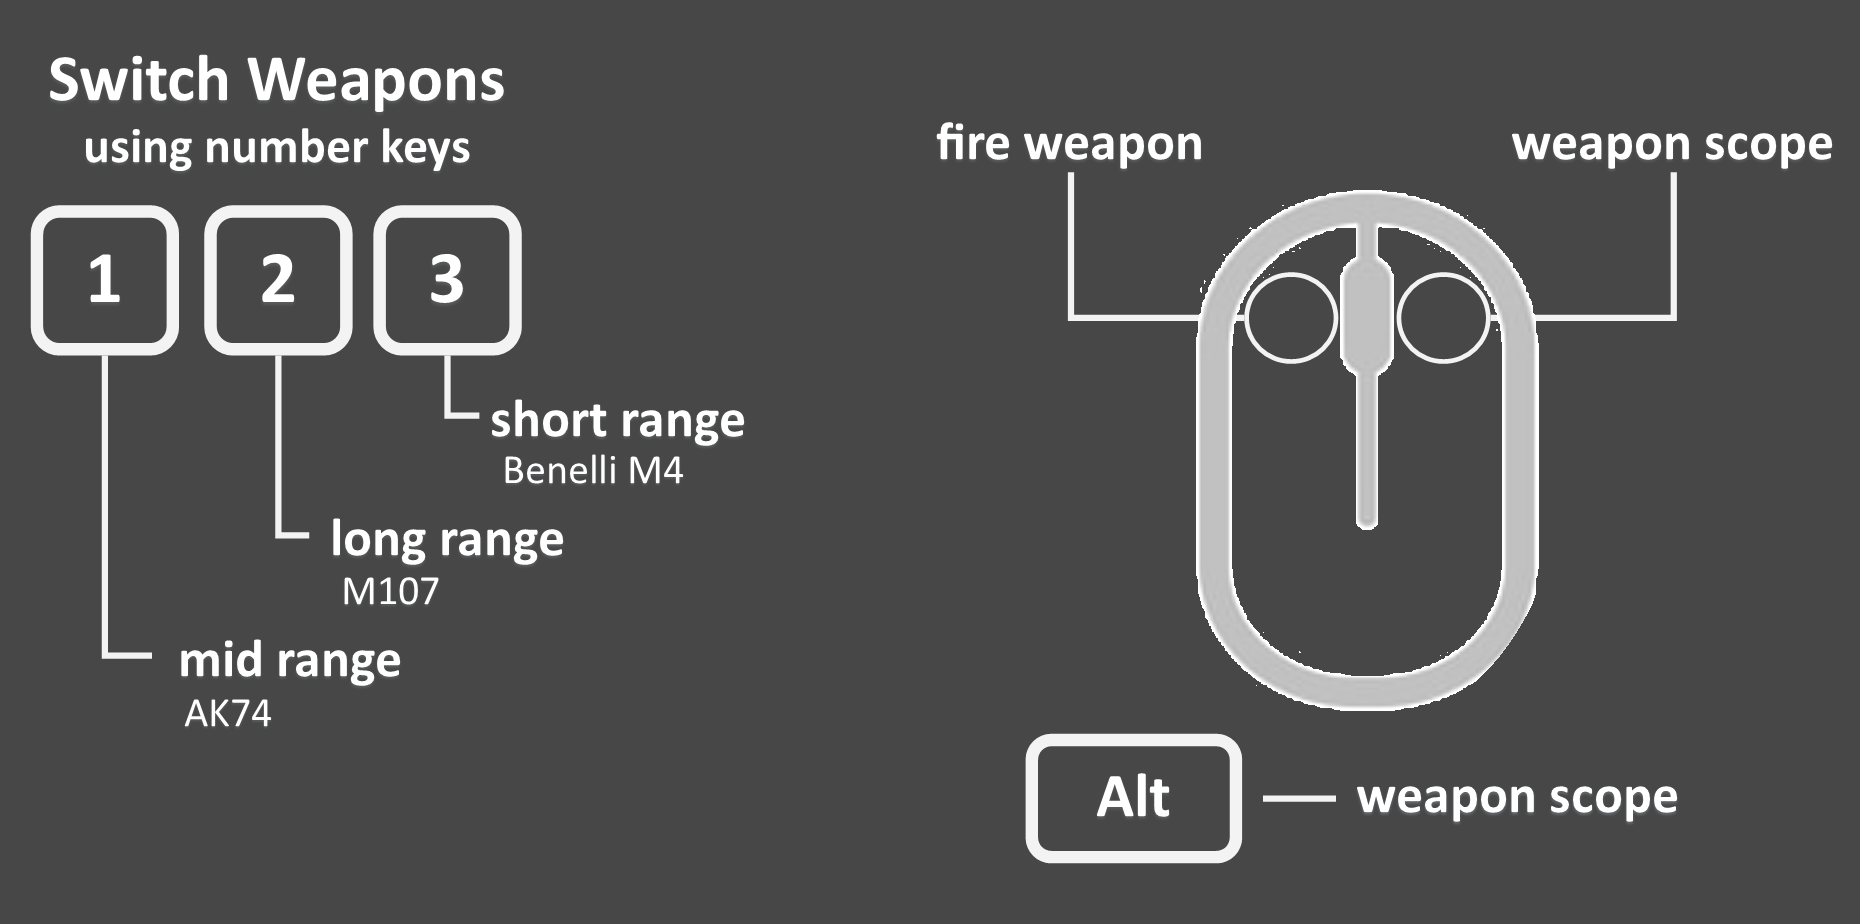 Switch Weapons
using number keys
1 2 3
short range
Benelli M4
long range
M107
mid range
AK74
fire weapon
weapon scope
Alt
weapon scope